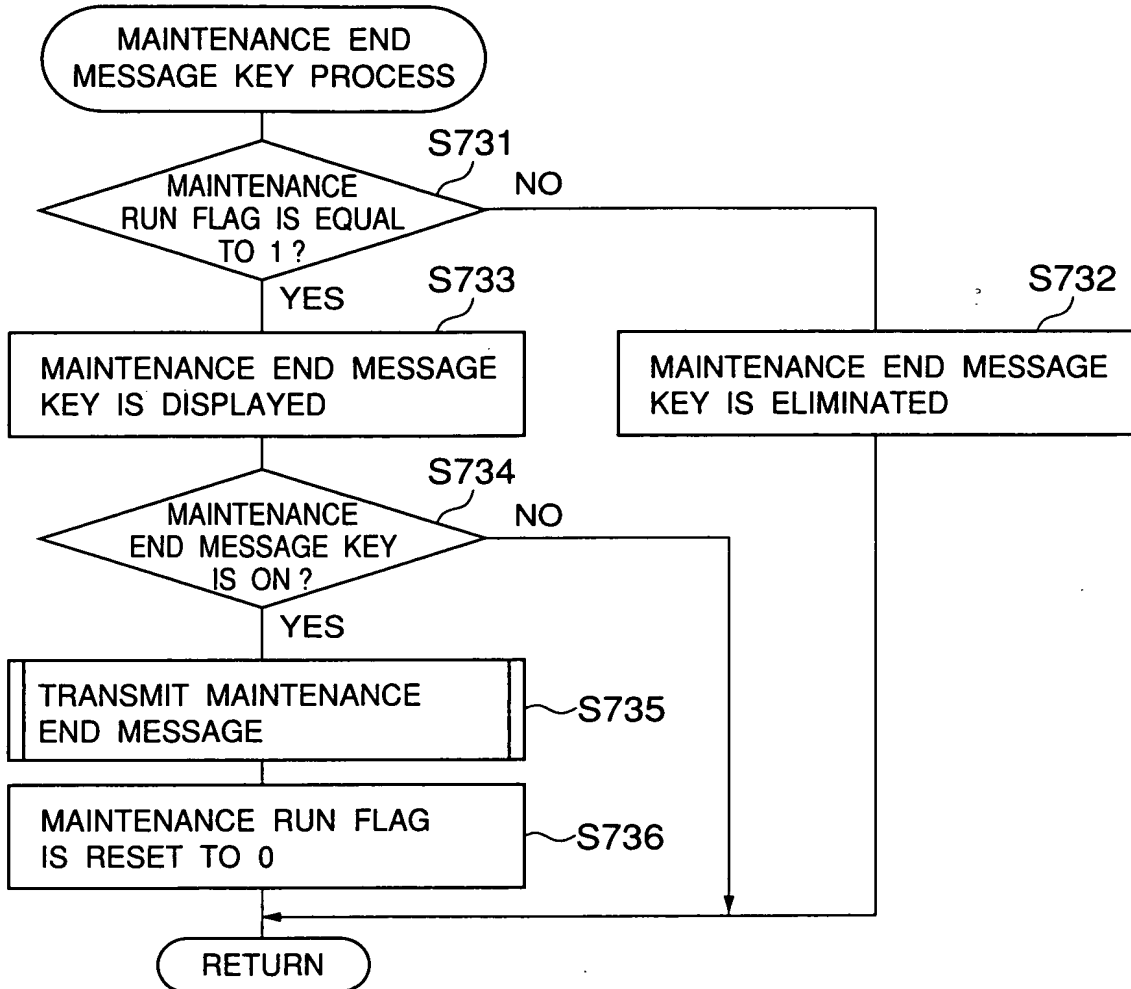 MAINTENANCE END
MESSAGE KEY PROCESS
S731
MAINTENANCE
RUN FLAG IS EQUAL
TO 1?
NO
YES
S733
MAINTENANCE END MESSAGE
KEY IS DISPLAYED
S732
MAINTENANCE END MESSAGE
KEY IS ELIMINATED
S734
MAINTENANCE
END MESSAGE KEY
IS ON?
NO
YES
TRANSMIT MAINTENANCE
END MESSAGE
S735
MAINTENANCE RUN FLAG
IS RESET TO 0
S736
RETURN